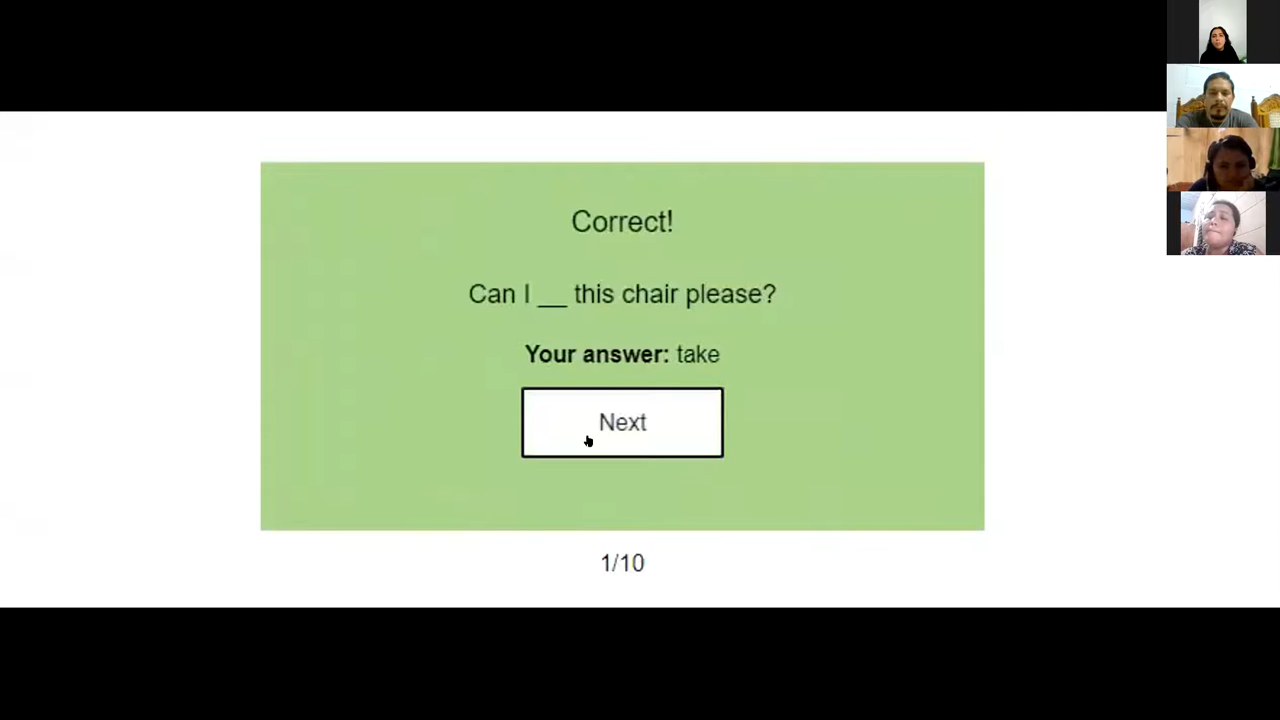 Correct!
Can I __ this chair please?
Your answer: take
Next
1/10